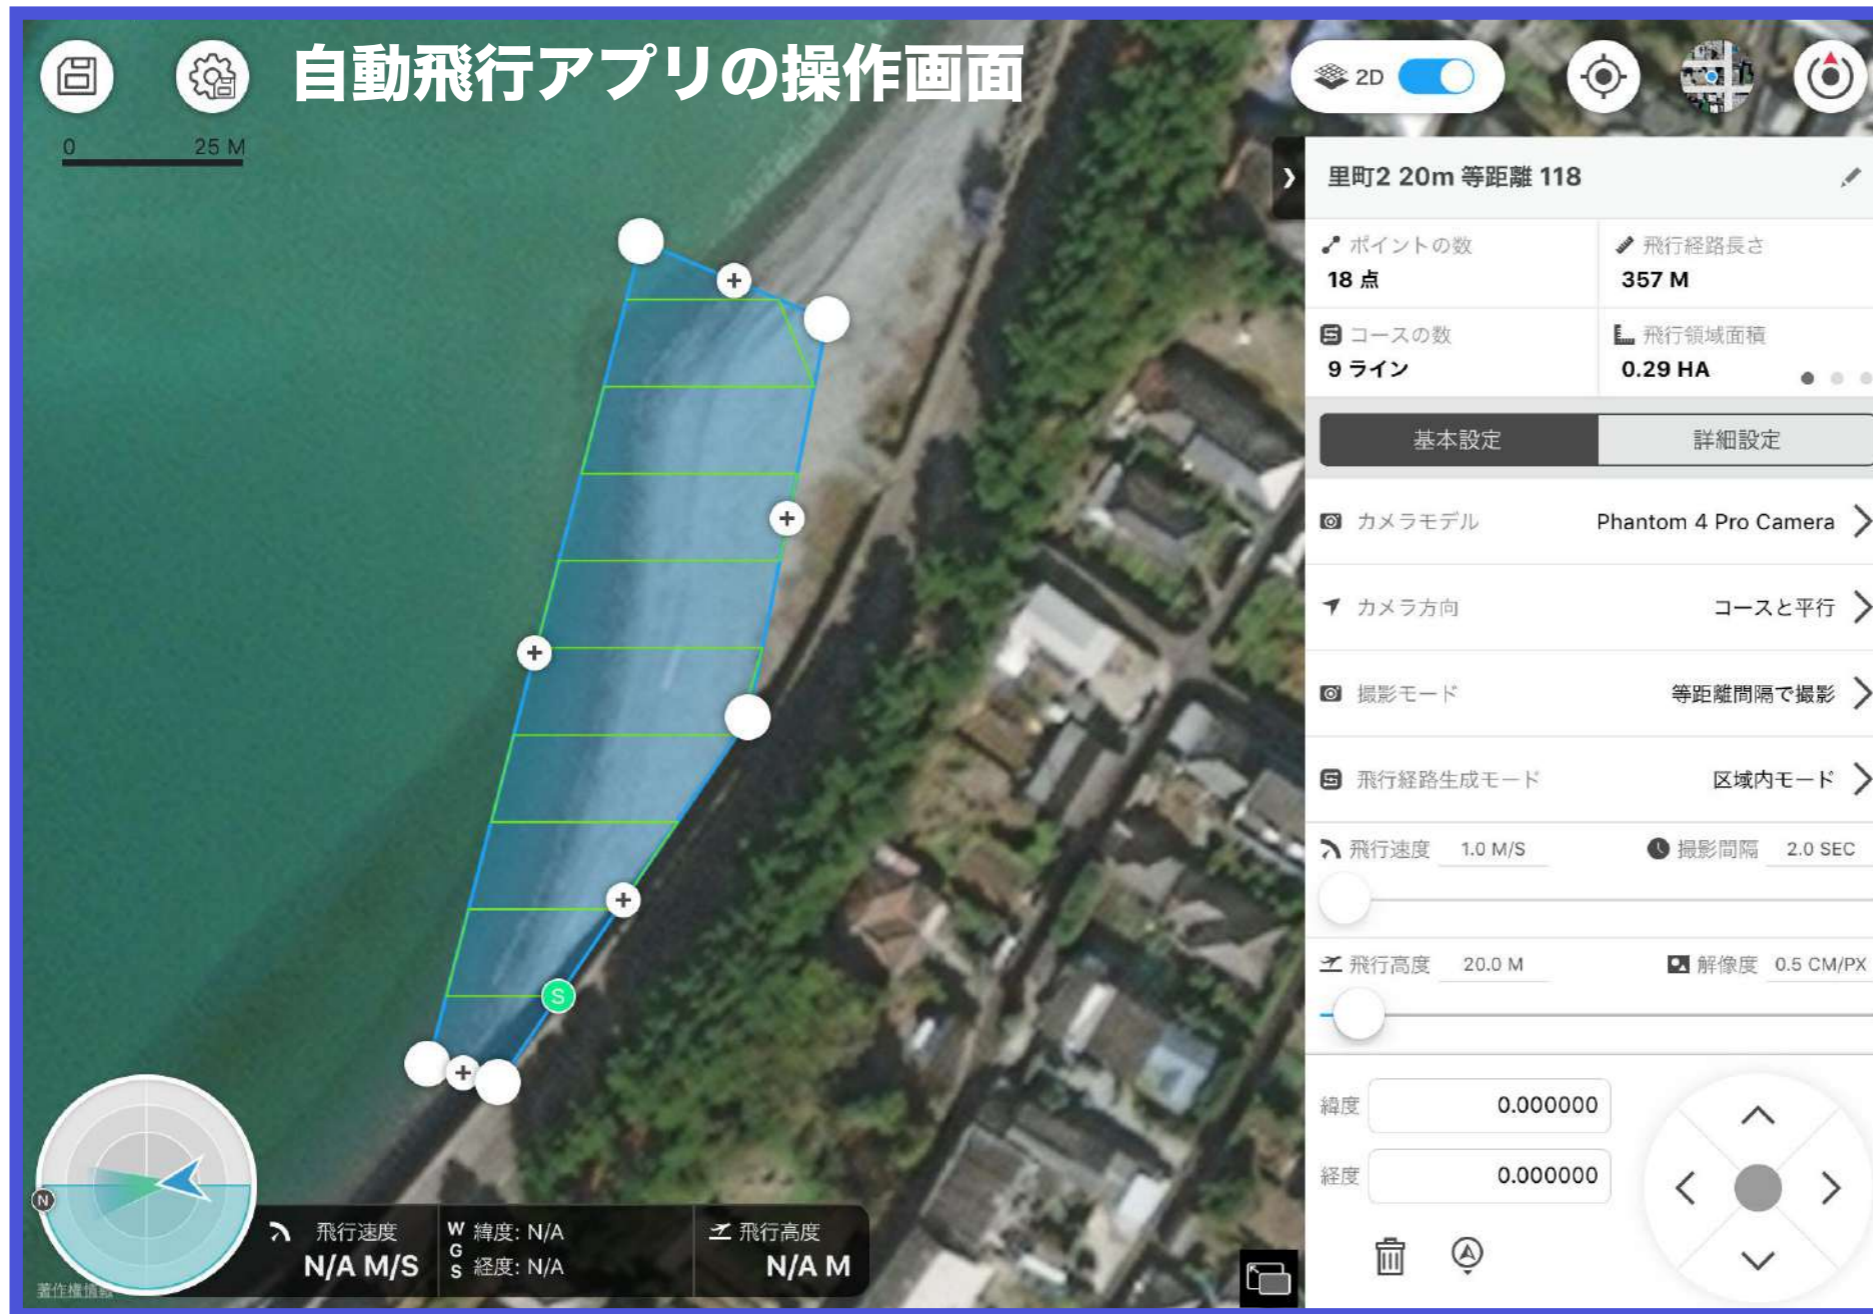 自動飛行アプリの操作画面
2D
0 25 M
里町2 20m 等距離 118
ポイントの数 飛行経路長さ
18 点 357 M
コースの数 飛行領域面積
9 ライン 0.29 HA
基本設定 詳細設定
カメラモデル Phantom 4 Pro Camera
カメラ方向 コースと平行
撮影モード 等距離間隔で撮影
飛行経路生成モード 区域内モード
飛行速度 1.0 M/S 撮影間隔 2.0 SEC
飛行高度 20.0 M 解像度 0.5 CM/PX
S
緯度 0.000000
経度 0.000000
N
飛行速度 WGS 緯度: N/A 飛行高度
N/A M/S 経度: N/A N/A M
著作権情報